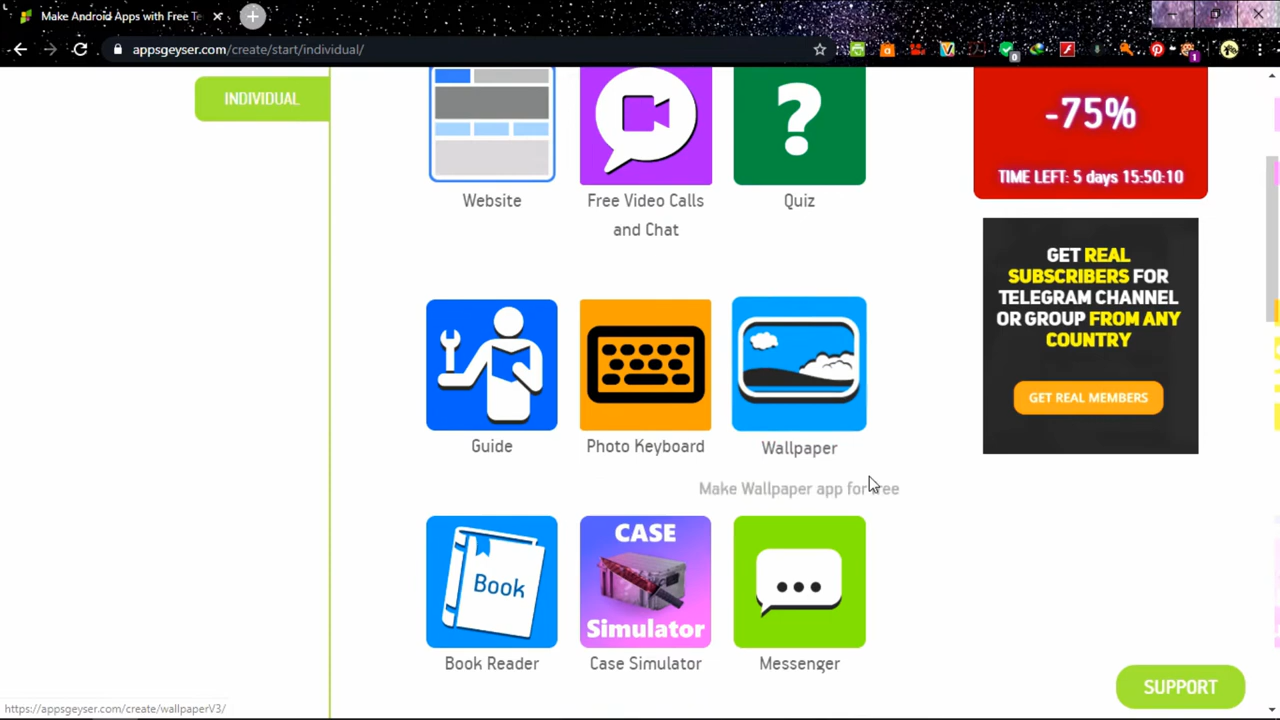 Make Android Apps with Free Te
appsgeyser.com/create/start/individual/
0
1
INDIVIDUAL
-75%
TIME LEFT: 5 days 15:50:10
?
Website
Free Video Calls
and Chat
Quiz
GET REAL
SUBSCRIBERS FOR
TELEGRAM CHANNEL
OR GROUP FROM ANY
COUNTRY
GET REAL MEMBERS
Guide
Photo Keyboard
Wallpaper
Make Wallpaper app for free
Book
CASE
Simulator
Book Reader
Case Simulator
Messenger
SUPPORT
https://appsgeyser.com/create/wallpaperV3/